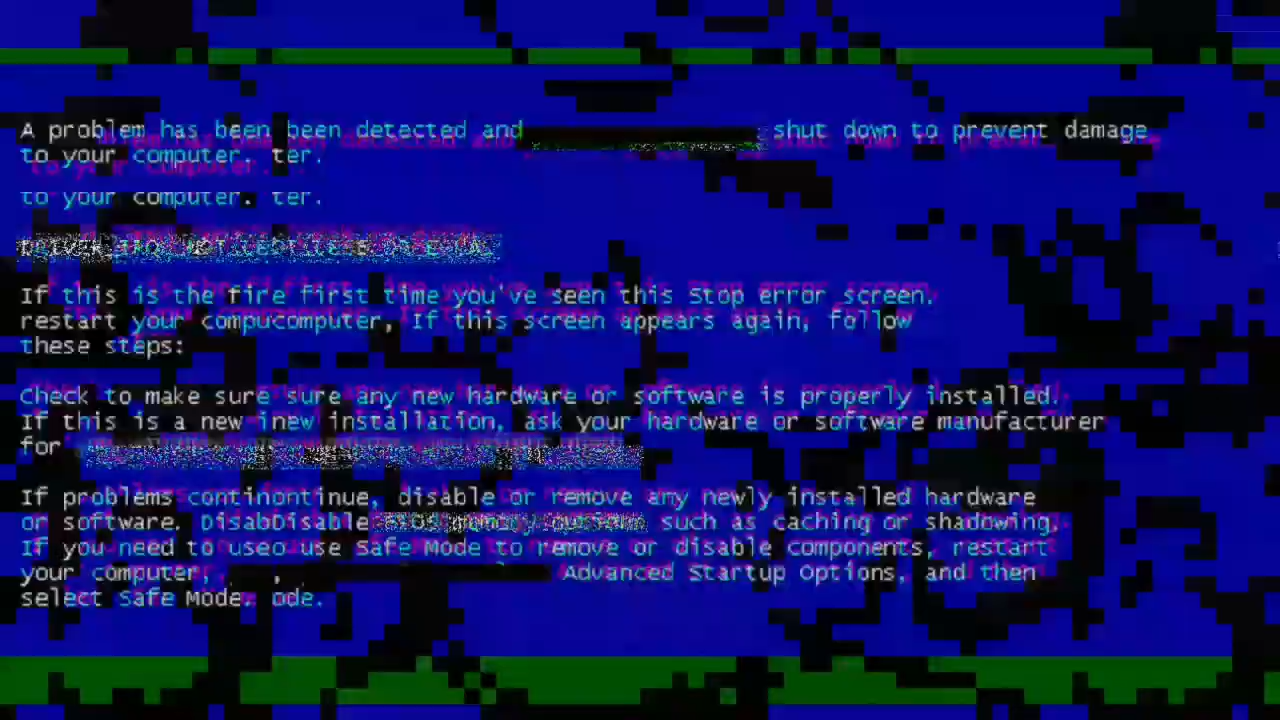 A problem has been been detected and shut down to prevent damage
to your computer. ter.
to your computer. ter.
If this is the fire first time you've seen this Stop error screen.
restart your compucomputer, If this screen appears again, follow
these steps:
Check to make sure sure any new hardware or software is properly installed.
If this is a new inew installation, ask your hardware or software manufacturer
for
If problems continontinue, disable or remove any newly installed hardware
or software. DisabDisable such as caching or shadowing,
If you need to useo use Safe Mode to remove or disable components, restart
your computer, , Advanced Startup Options, and then
select Safe Mode. ode.